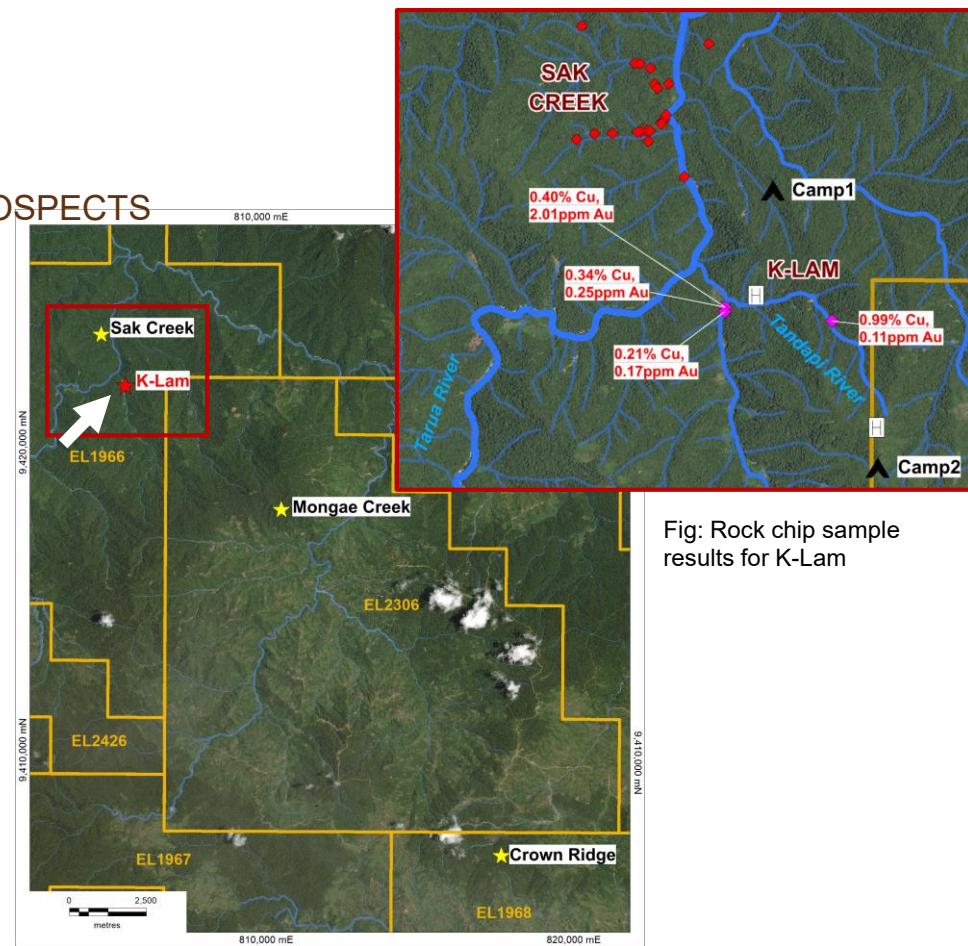 OSPECTS
SAK
CREEK
Camp1
0.40% Cu,
2.01ppm Au
K-LAM
0.34% Cu,
0.25ppm Au
H
0.99% Cu,
0.11ppm Au
0.21% Cu,
0.17ppm Au
Tandapi River
Tarua River
H
Camp2
Fig: Rock chip sample
results for K-Lam
810,000 mE
Sak Creek
K-Lam
9,420,000 mN
EL1966
Mongae Creek
EL2306
EL2426
9,410,000 mN
9,410,000 mN
EL1967
Crown Ridge
EL1968
0 2,500
metres
810,000 mE
820,000 mE